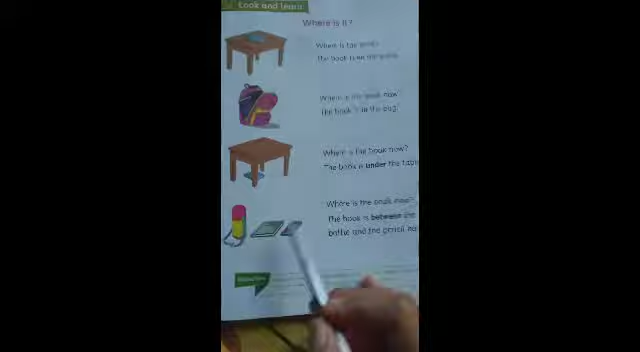 Look and learn
Where is it?
Where is the book?
The book is on the table.
Where is the book now?
The book is in the bag.
Where is the book now?
The book is under the table
Where is the book now?
The book is between the
bottle and the pencil